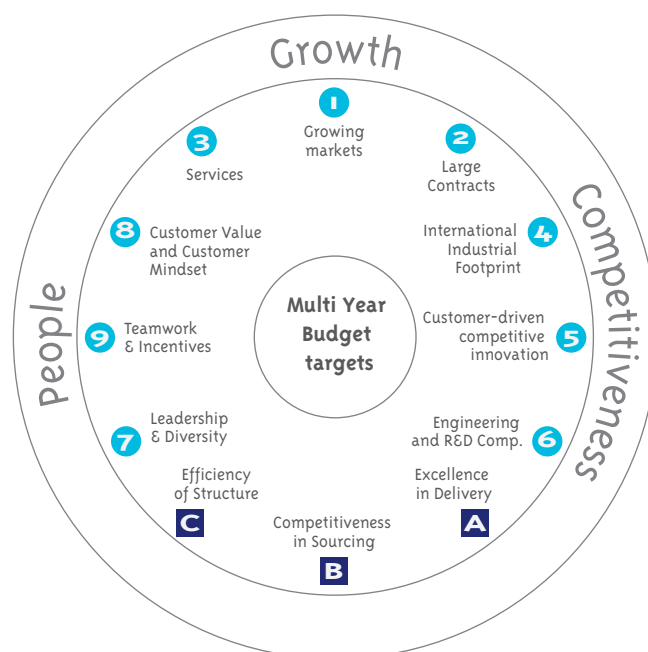 Growth
1
Growing
markets
2
Large
Contracts
3
Services
Competitiveness
4
International
Industrial
Footprint
5
Customer-driven
competitive
innovation
6
Engineering
and R&D Comp.
A
Excellence
in Delivery
B
Competitiveness
in Sourcing
C
Efficiency
of Structure
People
7
Leadership
& Diversity
9
Teamwork
& Incentives
8
Customer Value
and Customer
Mindset
Multi Year
Budget
targets